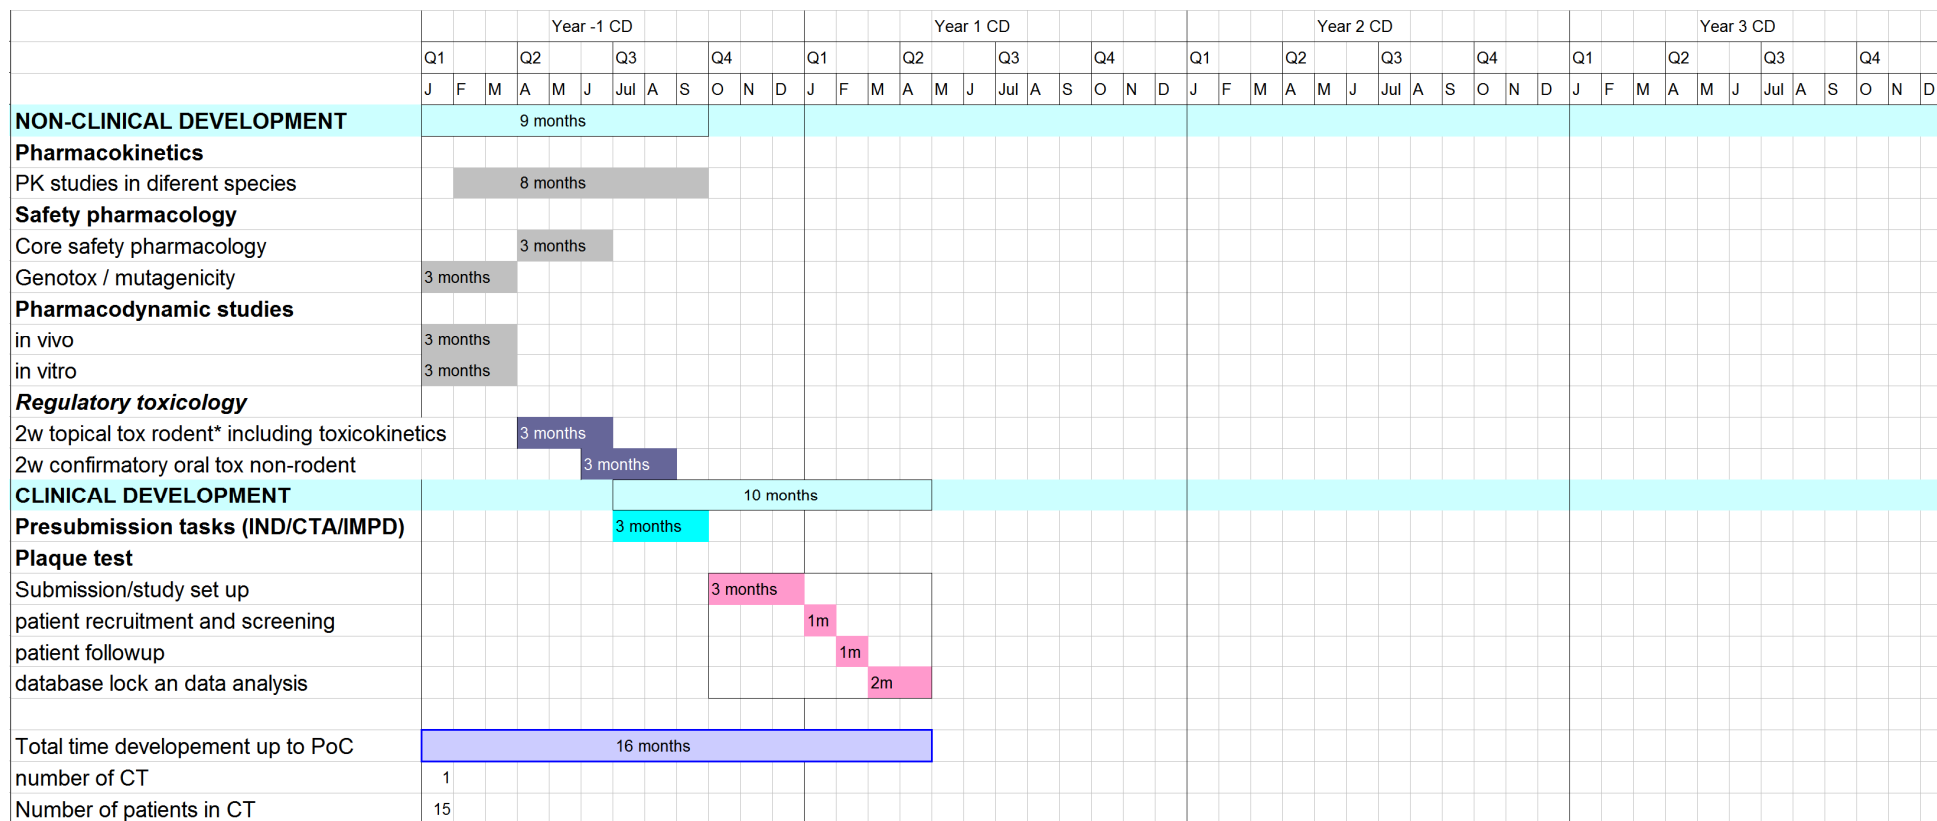 Year -1 CD Year 1 CD Year 2 CD Year 3 CD
Q1 Q2 Q3 Q4 Q1 Q2 Q3 Q4 Q1 Q2 Q3 Q4 Q1 Q2 Q3 Q4
J F M A M J Jul A S O N D J F M A M J Jul A S O N D J F M A M J Jul A S O N D J F M A M J Jul A S O N D
NON-CLINICAL DEVELOPMENT 9 months
Pharmacokinetics
PK studies in diferent species 8 months
Safety pharmacology
Core safety pharmacology 3 months
Genotox / mutagenicity 3 months
Pharmacodynamic studies
in vivo 3 months
in vitro 3 months
Regulatory toxicology
2w topical tox rodent* including toxicokinetics 3 months
2w confirmatory oral tox non-rodent 3 months
CLINICAL DEVELOPMENT 10 months
Presubmission tasks (IND/CTA/IMPD) 3 months
Plaque test
Submission/study set up 3 months
patient recruitment and screening 1m
patient followup 1m
database lock an data analysis 2m
Total time developement up to PoC 16 months
number of CT 1
Number of patients in CT 15